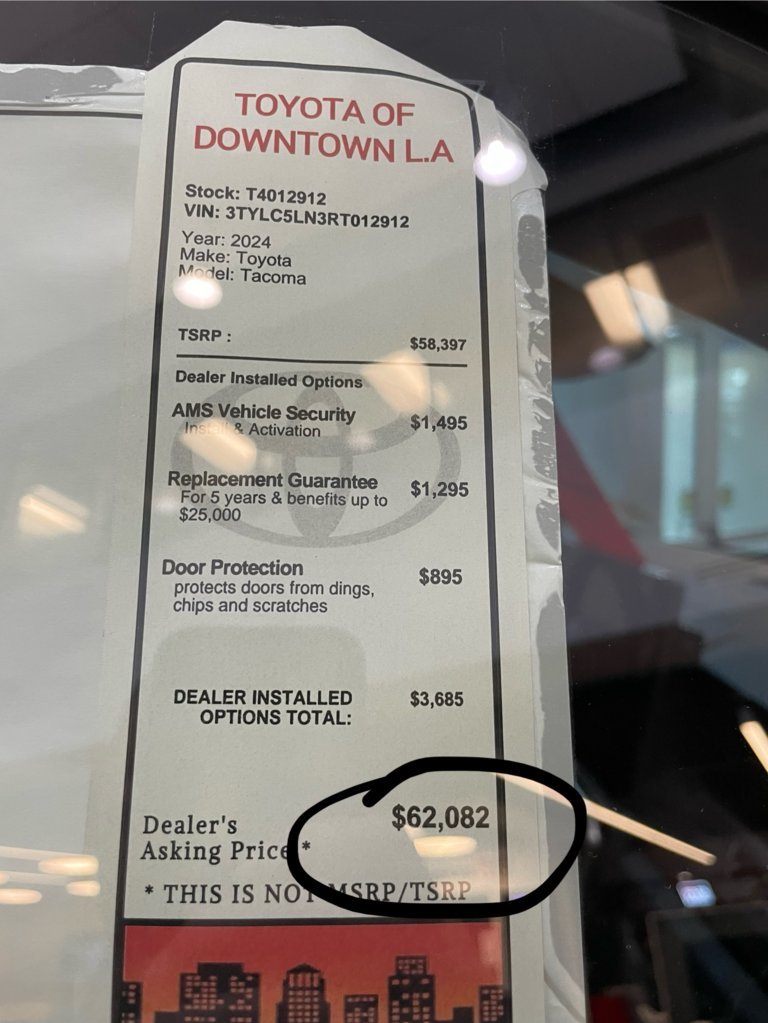 TOYOTA OF
DOWNTOWN L.A
Stock: T4012912
VIN: 3TYLC5LN3RT012912
Year: 2024
Make: Toyota
Model: Tacoma
TSRP : $58,397
Dealer Installed Options
AMS Vehicle Security $1,495
Install & Activation
Replacement Guarantee $1,295
For 5 years & benefits up to
$25,000
Door Protection $895
protects doors from dings,
chips and scratches
DEALER INSTALLED $3,685
OPTIONS TOTAL:
Dealer's $62,082
Asking Price *
* THIS IS NOT MSRP/TSRP